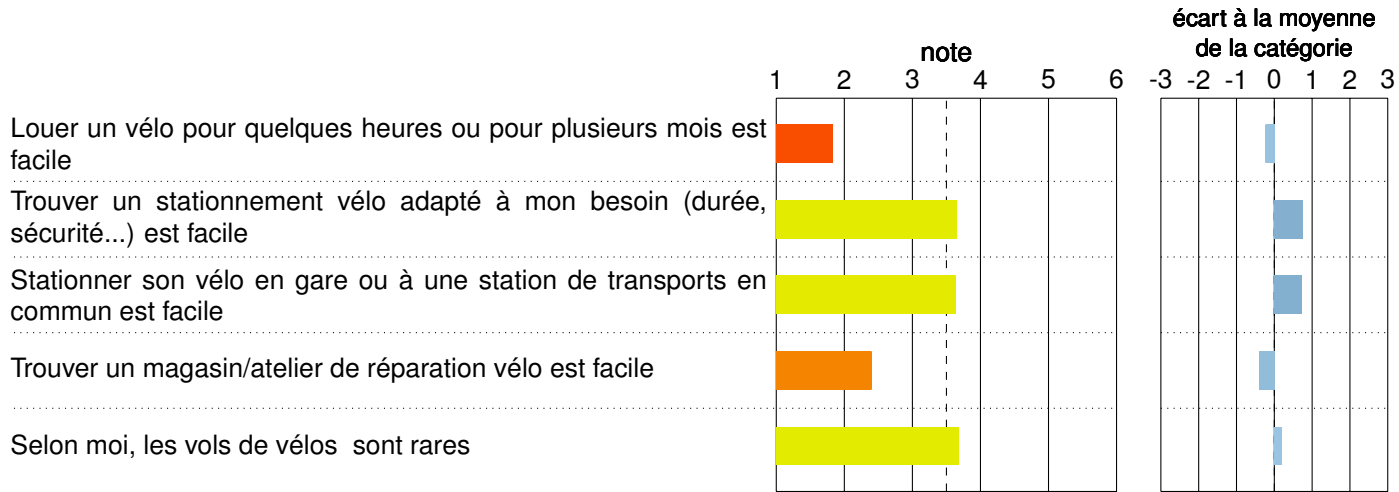 écart à la moyenne
note de la catégorie
1 2 3 4 5 6 -3 -2 -1 0 1 2 3
Louer un vélo pour quelques heures ou pour plusieurs mois est
facile
Trouver un stationnement vélo adapté à mon besoin (durée,
sécurité...) est facile
Stationner son vélo en gare ou à une station de transports en
commun est facile
Trouver un magasin/atelier de réparation vélo est facile
Selon moi, les vols de vélos sont rares